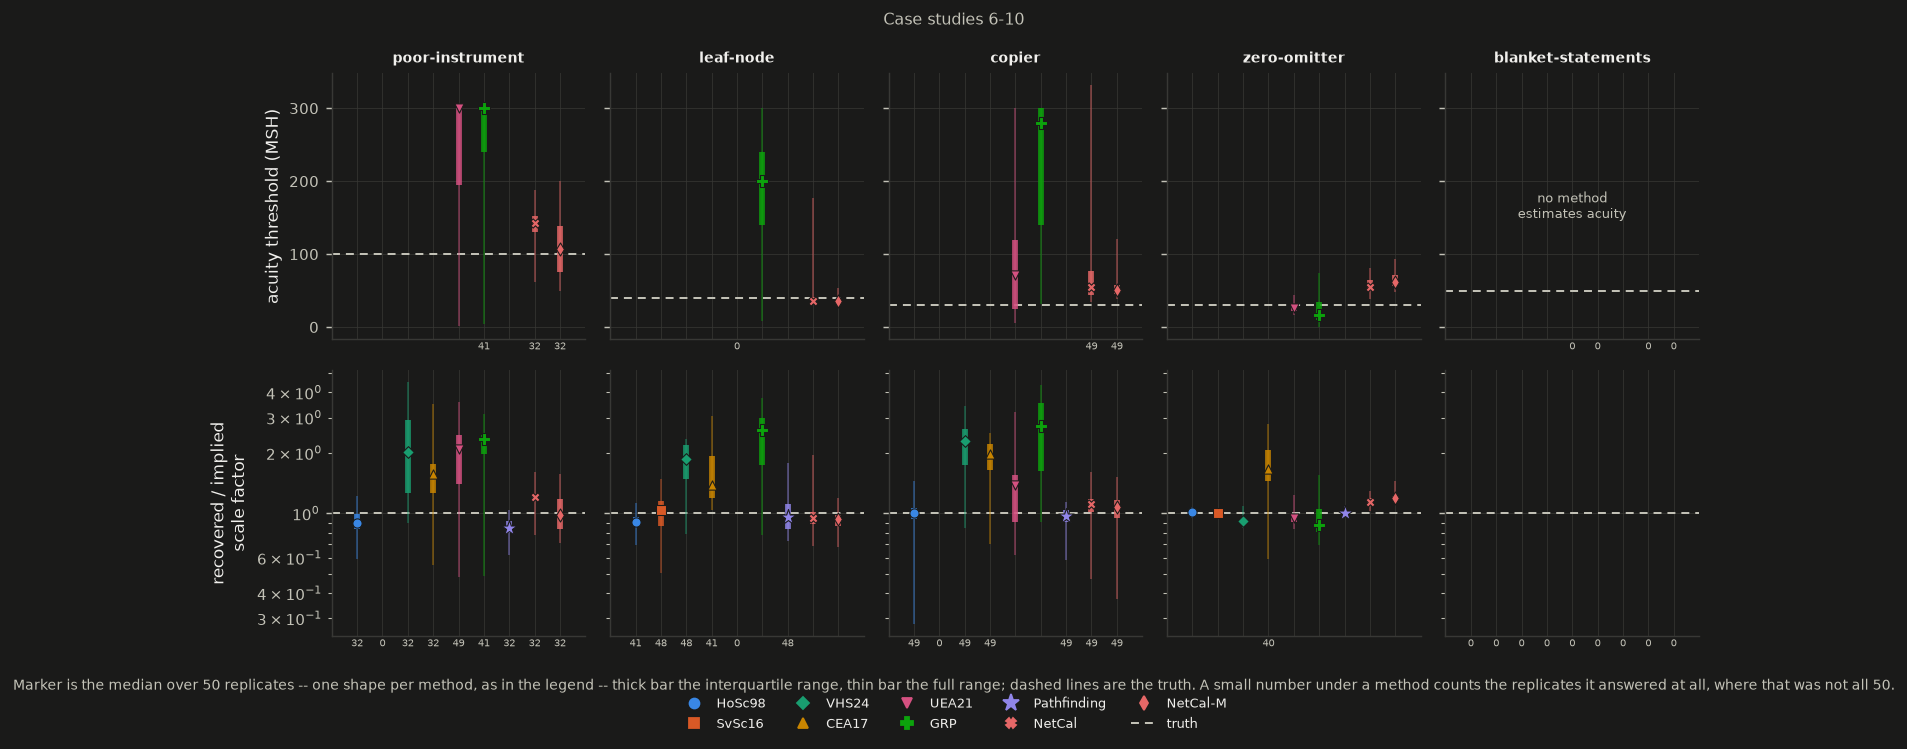 Case studies 6-10
poor-instrument leaf-node copier zero-omitter blanket-statements
acuity threshold (MSH)
300
200
100
0
no method
estimates acuity
41 32 32 0 49 49 0 0 0 0
recovered / implied
scale factor
4 × 10⁰
3 × 10⁰
2 × 10⁰
10⁰
6 × 10⁻¹
4 × 10⁻¹
3 × 10⁻¹
32 0 32 32 49 41 32 32 32 41 48 48 41 0 48 49 0 49 49 49 49 49 40 0 0 0 0 0 0 0 0 0
Marker is the median over 50 replicates -- one shape per method, as in the legend -- thick bar the interquartile range, thin bar the full range; dashed lines are the truth. A small number under a method counts the replicates it answered at all, where that was not all 50.
HoSc98 VHS24 UEA21 Pathfinding NetCal-M
SvSc16 CEA17 GRP NetCal truth